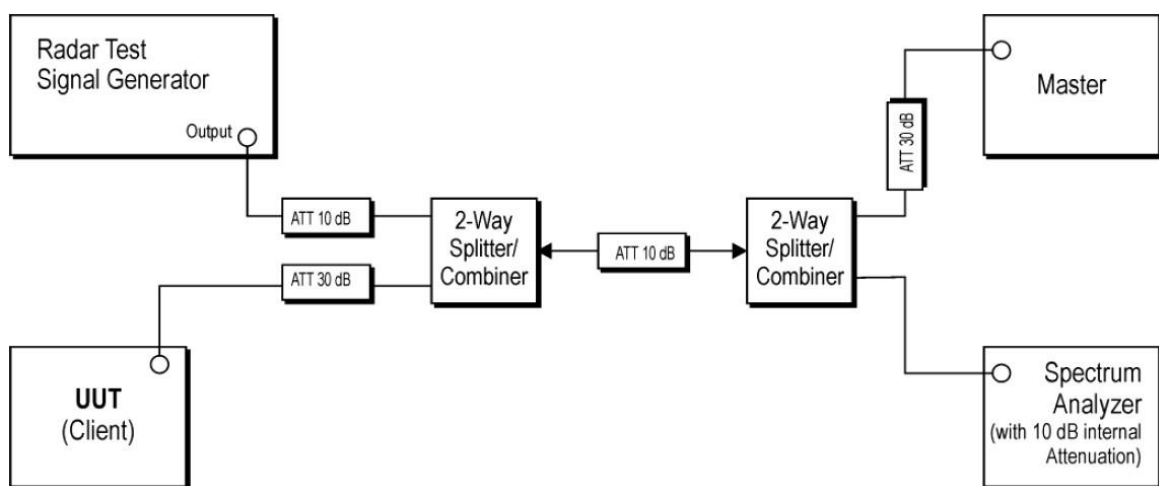 Radar Test
Signal Generator
Output
ATT 10 dB
ATT 30 dB
UUT
(Client)
2-Way
Splitter/
Combiner
ATT 10 dB
2-Way
Splitter/
Combiner
ATT 30 dB
Master
Spectrum
Analyzer
(with 10 dB internal
Attenuation)